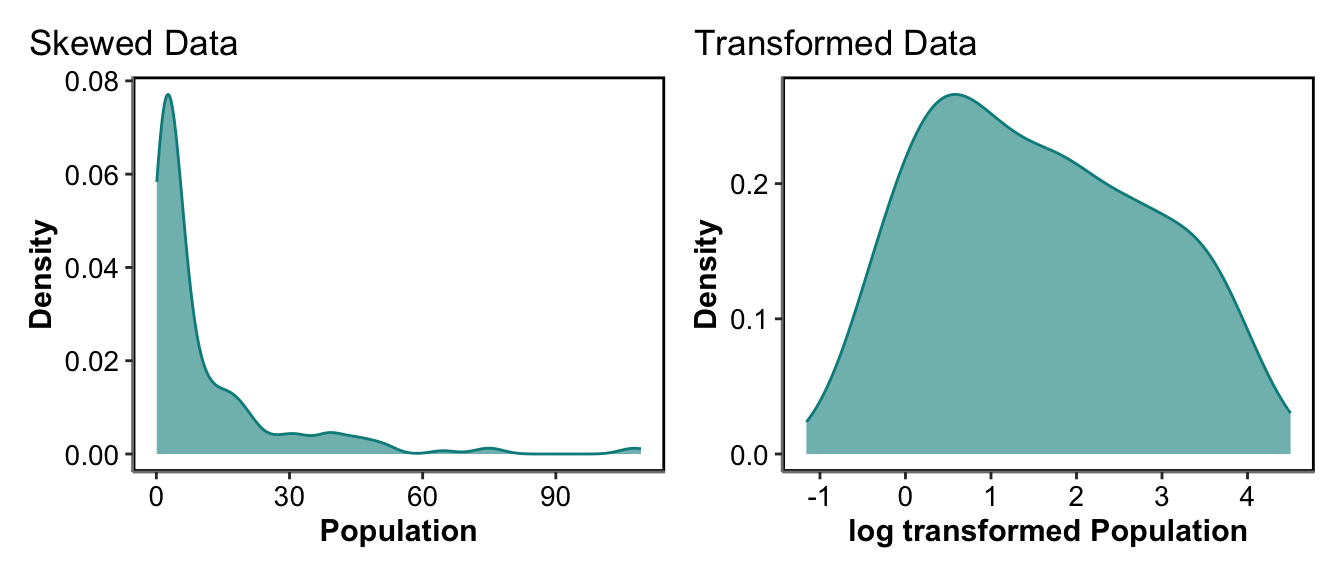 Skewed Data
Density
0.08
0.06
0.04
0.02
0.00
0 30 60 90
Population
Transformed Data
Density
0.2
0.1
0.0
-1 0 1 2 3 4
log transformed Population